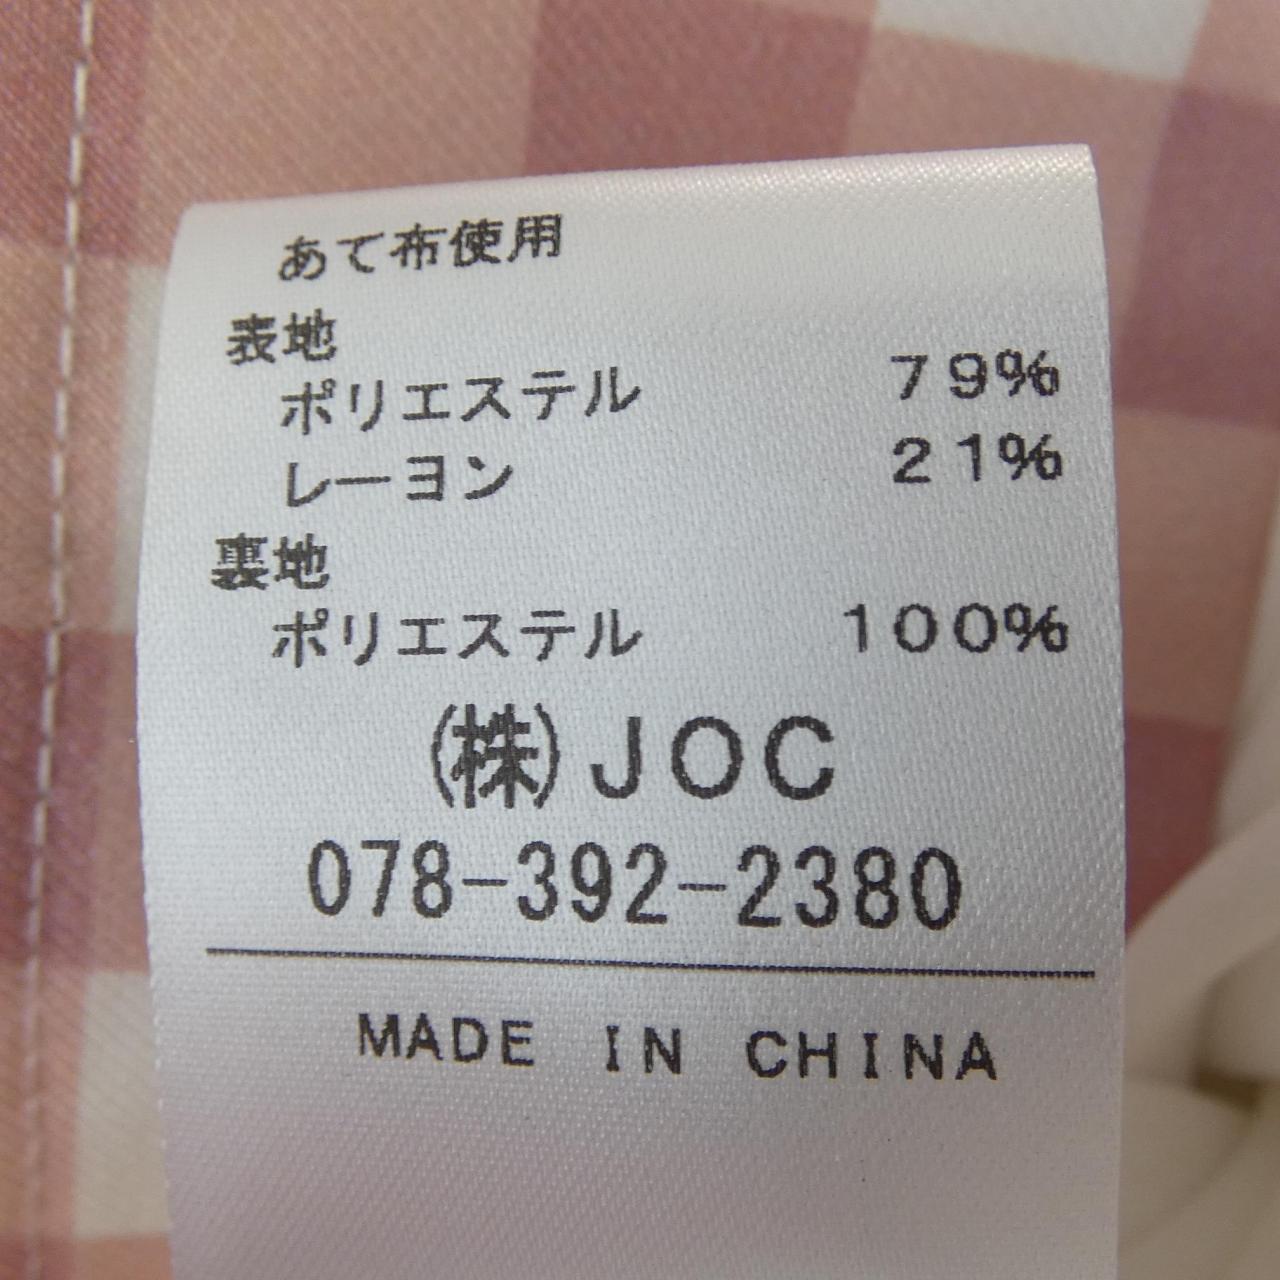 あて布使用
表地
ポリエステル 79%
レーヨン 21%
裏地
ポリエステル 100%
(株)JOC
078-392-2380
MADE IN CHINA